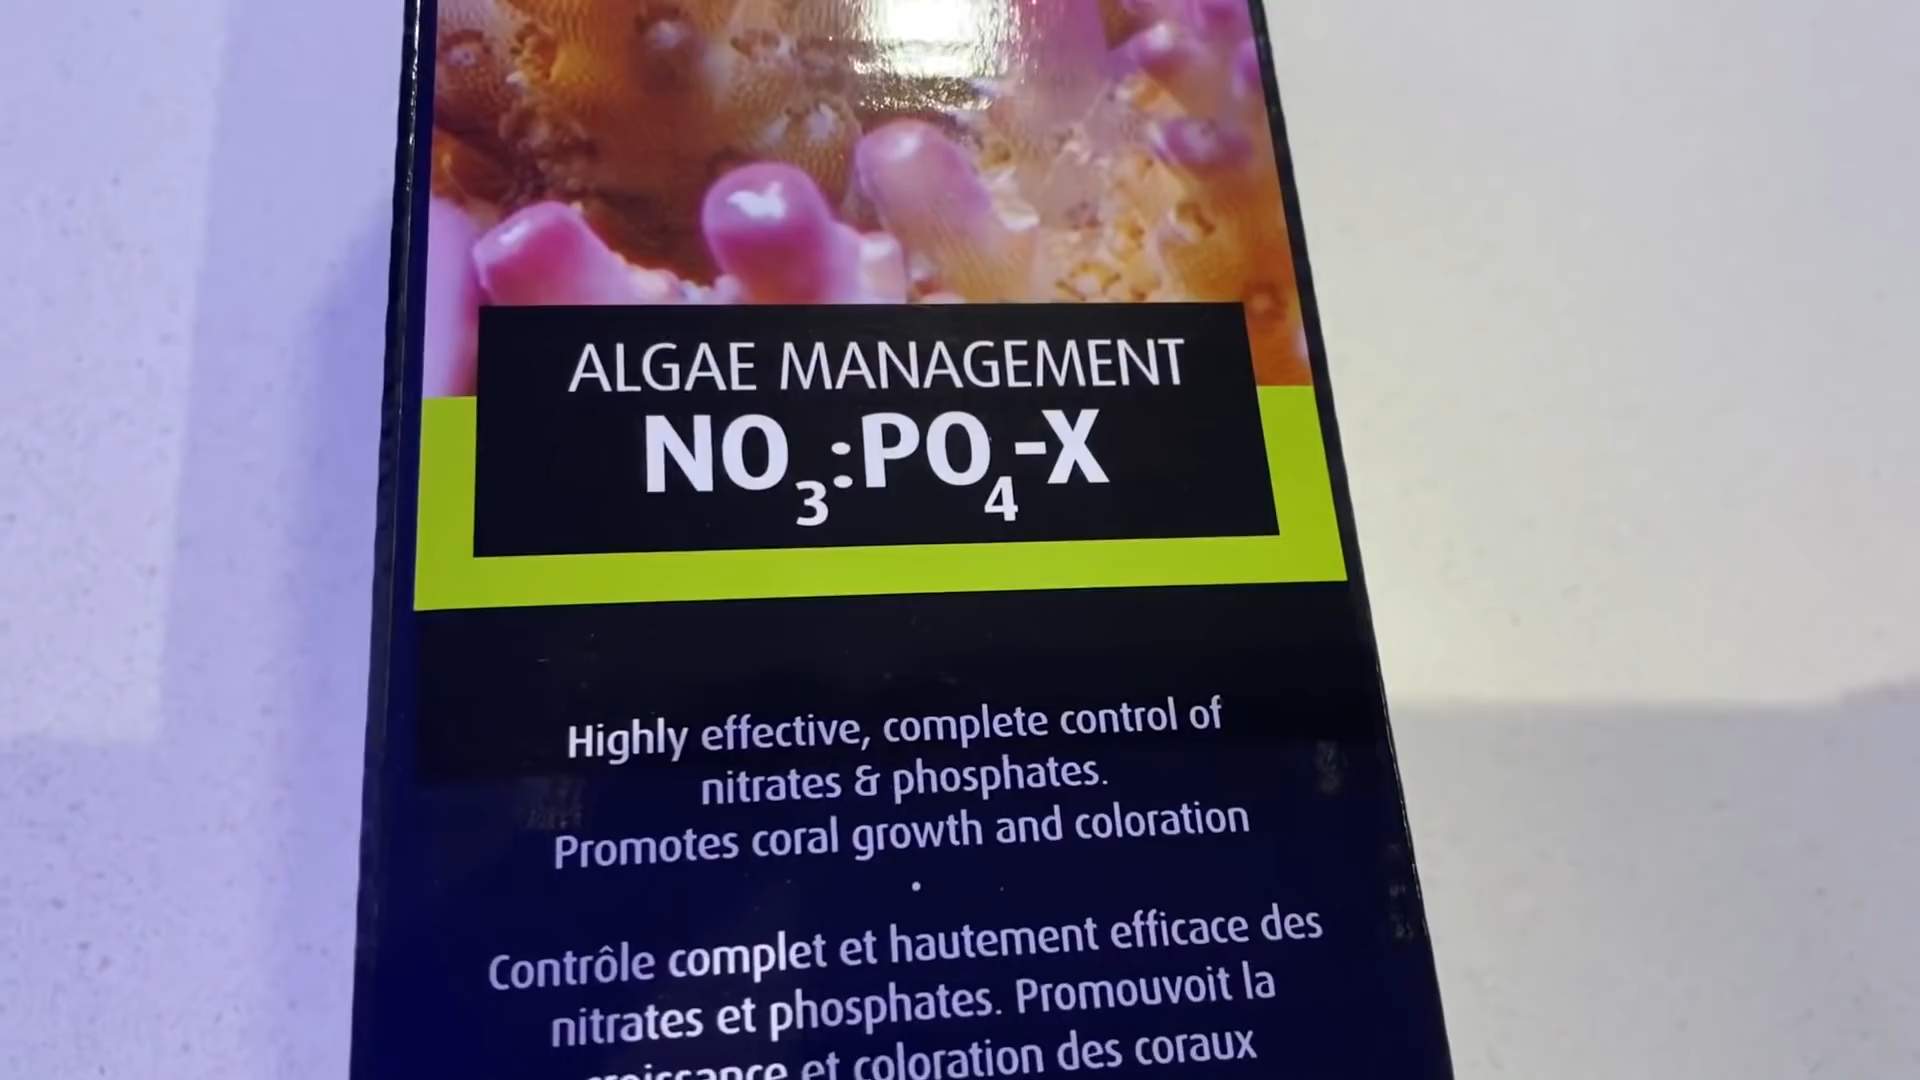 ALGAE MANAGEMENT
NO₃:PO₄-X
Highly effective, complete control of
nitrates & phosphates.
Promotes coral growth and coloration
•
Contrôle complet et hautement efficace des
nitrates et phosphates. Promouvoit la
croissance et coloration des coraux